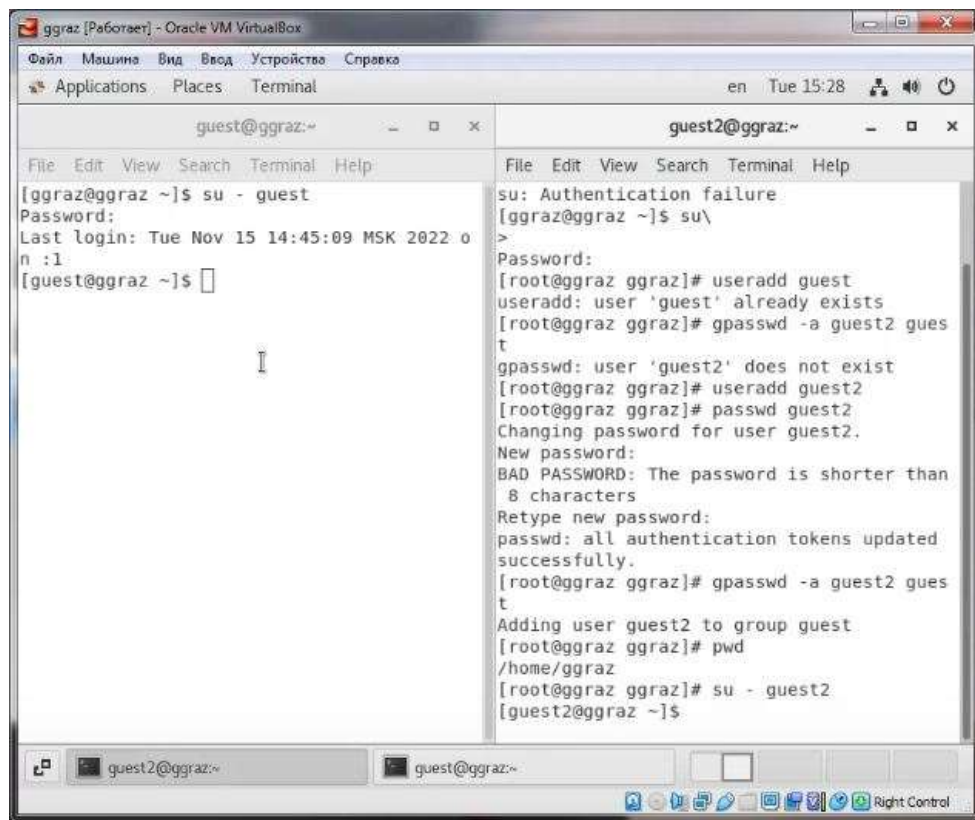 ggraz [Работает] - Oracle VM VirtualBox
Файл Машина Вид Ввод Устройства Справка
Applications Places Terminal en Tue 15:28
guest@ggraz:~
File Edit View Search Terminal Help
[ggraz@ggraz ~]$ su - guest
Password:
Last login: Tue Nov 15 14:45:09 MSK 2022 o
n :1
[guest@ggraz ~]$
guest2@ggraz:~
File Edit View Search Terminal Help
su: Authentication failure
[ggraz@ggraz ~]$ su\
>
Password:
[root@ggraz ggraz]# useradd guest
useradd: user 'guest' already exists
[root@ggraz ggraz]# gpasswd -a guest2 gues
t
gpasswd: user 'guest2' does not exist
[root@ggraz ggraz]# useradd guest2
[root@ggraz ggraz]# passwd guest2
Changing password for user guest2.
New password:
BAD PASSWORD: The password is shorter than
 8 characters
Retype new password:
passwd: all authentication tokens updated
successfully.
[root@ggraz ggraz]# gpasswd -a guest2 gues
t
Adding user guest2 to group guest
[root@ggraz ggraz]# pwd
/home/ggraz
[root@ggraz ggraz]# su - guest2
[guest2@ggraz ~]$
guest2@ggraz:~ guest@ggraz:~
Right Control